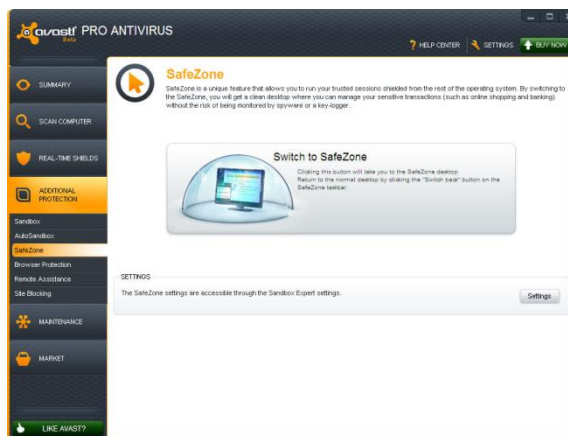 avast! PRO ANTIVIRUS
Beta
? HELP CENTER
SETTINGS
BUY NOW
SUMMARY
SCAN COMPUTER
REAL-TIME SHIELDS
ADDITIONAL
PROTECTION
Sandbox
AutoSandbox
SafeZone
Browser Protection
Remote Assistance
Site Blocking
MAINTENANCE
MARKET
LIKE AVAST?
SafeZone
SafeZone is a unique feature that allows you to run your trusted sessions shielded from the rest of the operating system. By switching to
the SafeZone, you will get a clean desktop where you can manage your sensitive transactions (such as online shopping and banking)
without the risk of being monitored by spyware or a key-logger.
Switch to SafeZone
Clicking this button will take you to the SafeZone desktop.
Return to the normal desktop by clicking the "Switch back" button on the
SafeZone taskbar.
SETTINGS
The SafeZone settings are accessible through the Sandbox Expert settings.
Settings